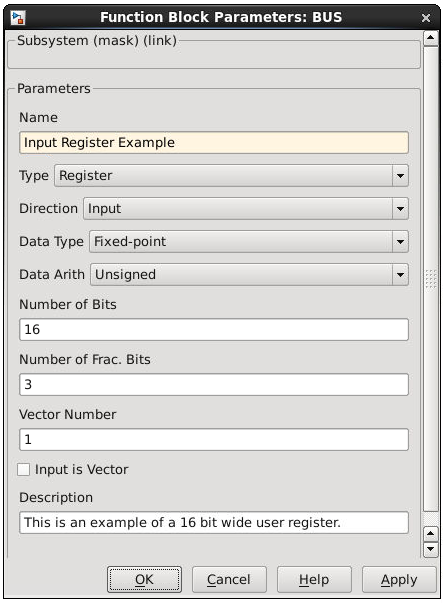 Function Block Parameters: BUS
Subsystem (mask) (link)
Parameters
Name
Input Register Example
Type Register
Direction Input
Data Type Fixed-point
Data Arith Unsigned
Number of Bits
16
Number of Frac. Bits
3
Vector Number
1
Input is Vector
Description
This is an example of a 16 bit wide user register.
OK Cancel Help Apply